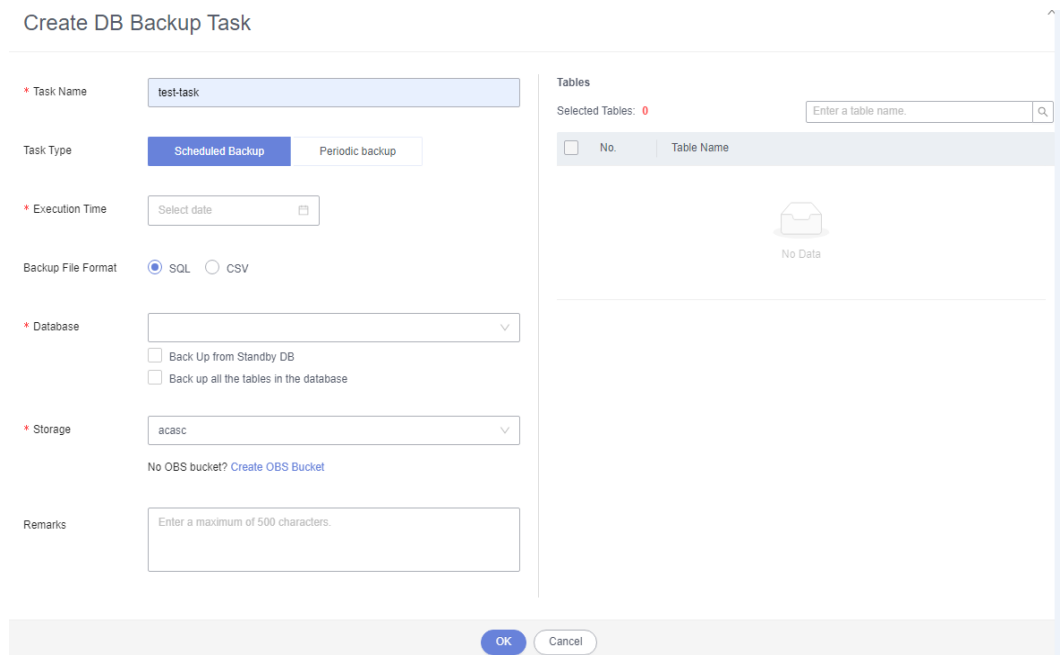 Create DB Backup Task
* Task Name
test-task
Task Type
Scheduled Backup
Periodic backup
* Execution Time
Select date
Backup File Format
SQL
CSV
* Database
Back Up from Standby DB
Back up all the tables in the database
* Storage
acasc
No OBS bucket? Create OBS Bucket
Remarks
Enter a maximum of 500 characters.
Tables
Selected Tables: 0
Enter a table name.
No.
Table Name
No Data
OK
Cancel